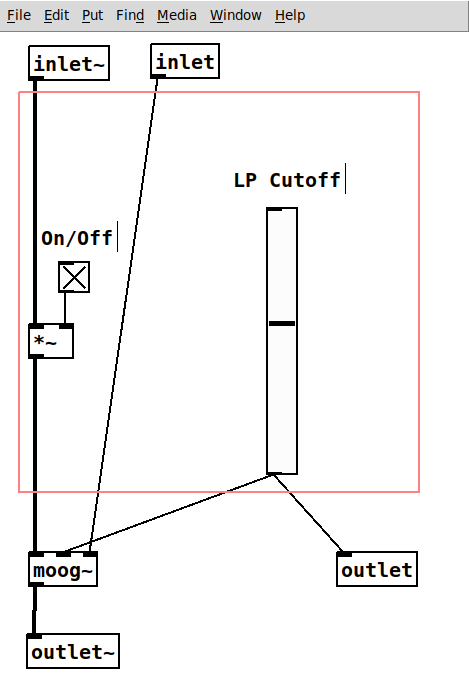 File Edit Put Find Media Window Help
inlet~ inlet
LP Cutoff
On/Off
*~
moog~ outlet
outlet~